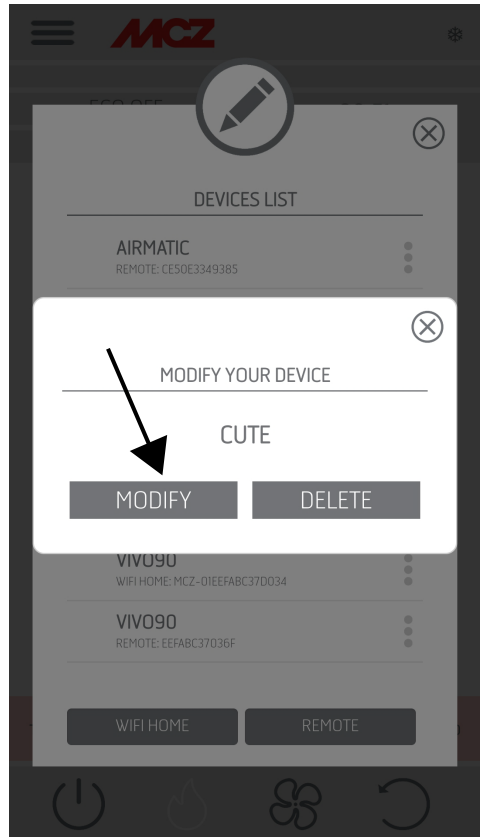 MCZ
DEVICES LIST
AIRMATIC
REMOTE: CE50E3349385
MODIFY YOUR DEVICE
CUTE
MODIFY DELETE
VIVO90
WIFI HOME: MCZ-01EEFABC37D034
VIVO90
REMOTE: EEFABC37036F
WIFI HOME REMOTE